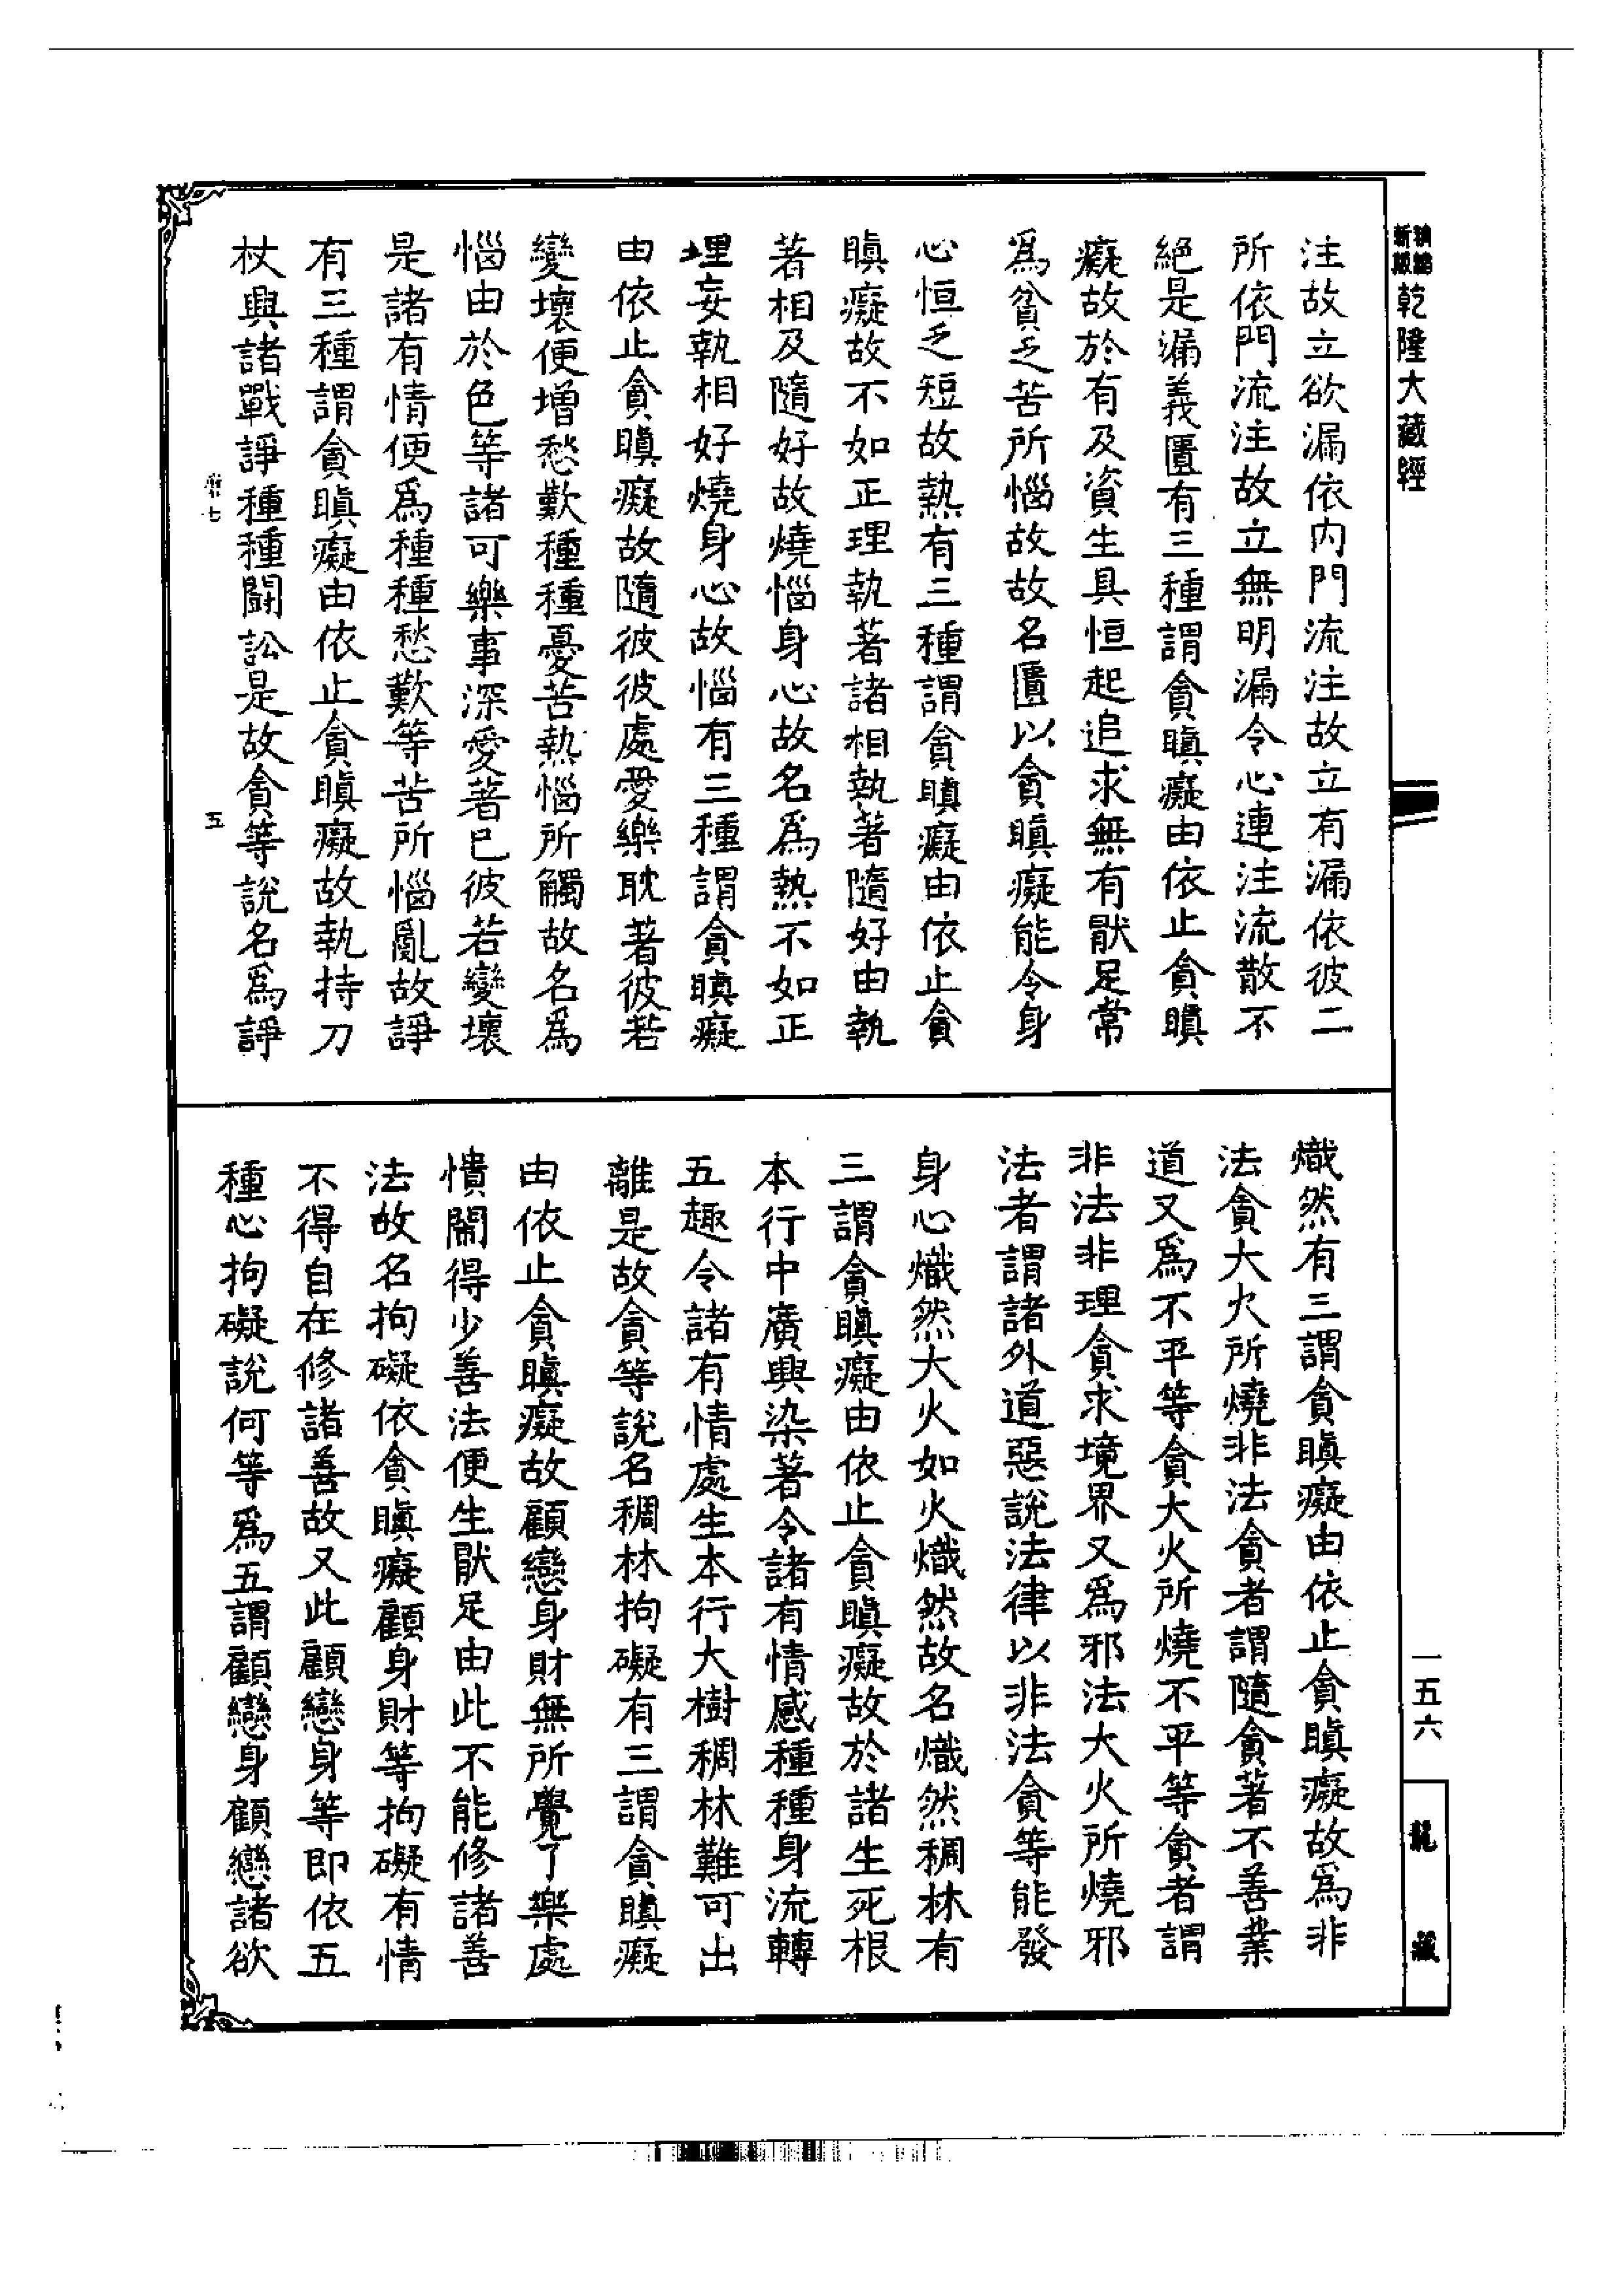 新編
縮版
乾隆大藏經
注故立欲漏依内門流注故立有漏依彼二
所依門流注故立無明漏令心連注流散不
絕是漏義匱有三種謂貪瞋癡由依止貪瞋
癡故於有及資生具恒起追求無有猒足常
爲貧乏苦所惱故故名匱以貪瞋癡能令身
心恒乏短故熱有三種謂貪瞋癡由依止貪
瞋癡故不如正理執著諸相執著隨好由執
著相及隨好故燒惱身心故名爲熱不如正
理妄執相好燒身心故惱有三種謂貪瞋癡
由依止貪瞋癡故隨彼彼處愛樂耽著彼若
變壞便增愁歎種種憂苦熱惱所觸故名爲
惱由於色等諸可樂事深愛著已彼若變壞
是諸有情便爲種種愁歎等苦所惱亂故諍
有三種謂貪瞋癡由依止貪瞋癡故執持刀
杖興諸戰諍種種鬪訟是故貪等說名爲諍
七 五
熾然有三謂貪瞋癡由依止貪瞋癡故爲非
法貪大火所燒非法貪者謂隨貪著不善業
道又爲不平等貪大火所燒不平等貪者謂
非法非理貪求境界又爲邪法大火所燒邪
法者謂諸外道惡說法律以非法貪等能發
身心熾然大火如火熾然故名熾然稠林有
三謂貪瞋癡由依止貪瞋癡故於諸生死根
本行中廣興染著令諸有情感種種身流轉
五趣令諸有情處生本行大樹稠林難可出
離是故貪等說名稠林拘礙有三謂貪瞋癡
由依止貪瞋癡故顧戀身財無所覺了樂處
憒鬧得少善法便生猒足由此不能修諸善
法故名拘礙依貪瞋癡顧身財等拘礙有情
不得自在修諸善故又此顧戀身等即依五
種心拘礙說何等爲五謂顧戀身顧戀諸欲
一五六
龍藏